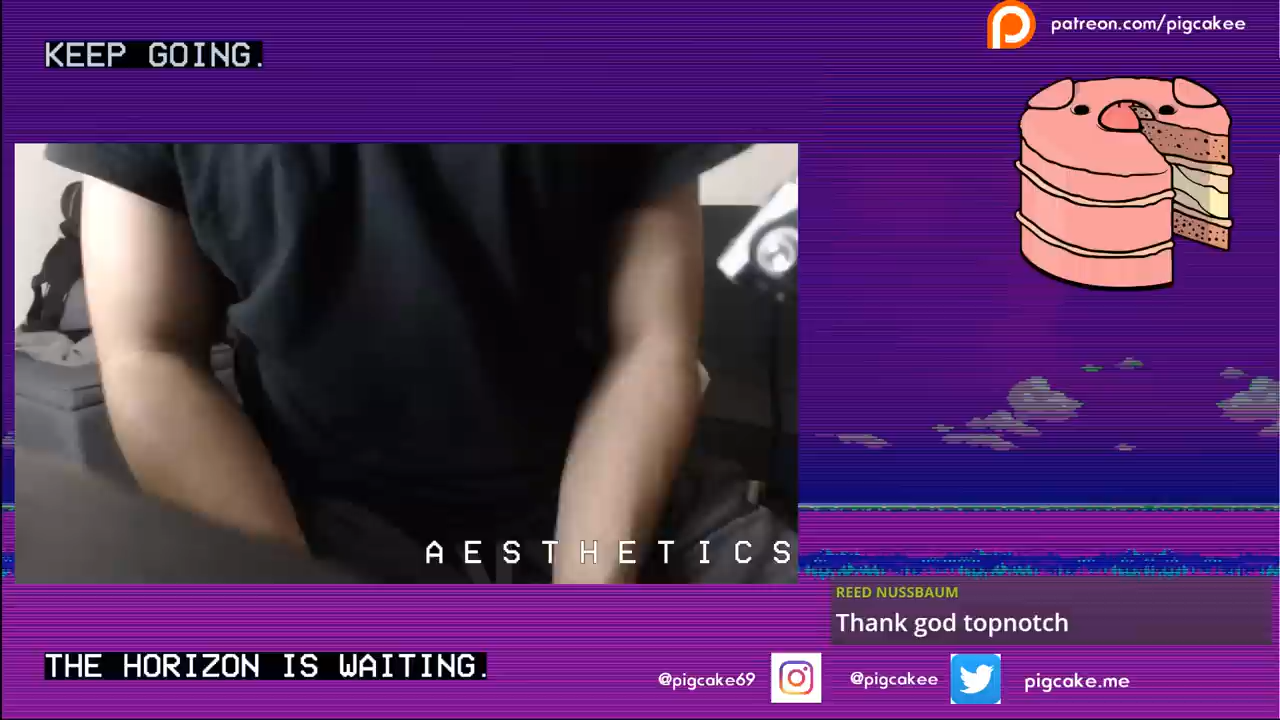 KEEP GOING.
patreon.com/pigcakee
A E S T H E T I C S
REED NUSSBAUM
Thank god topnotch
THE HORIZON IS WAITING.
@pigcake69
@pigcakee
pigcake.me